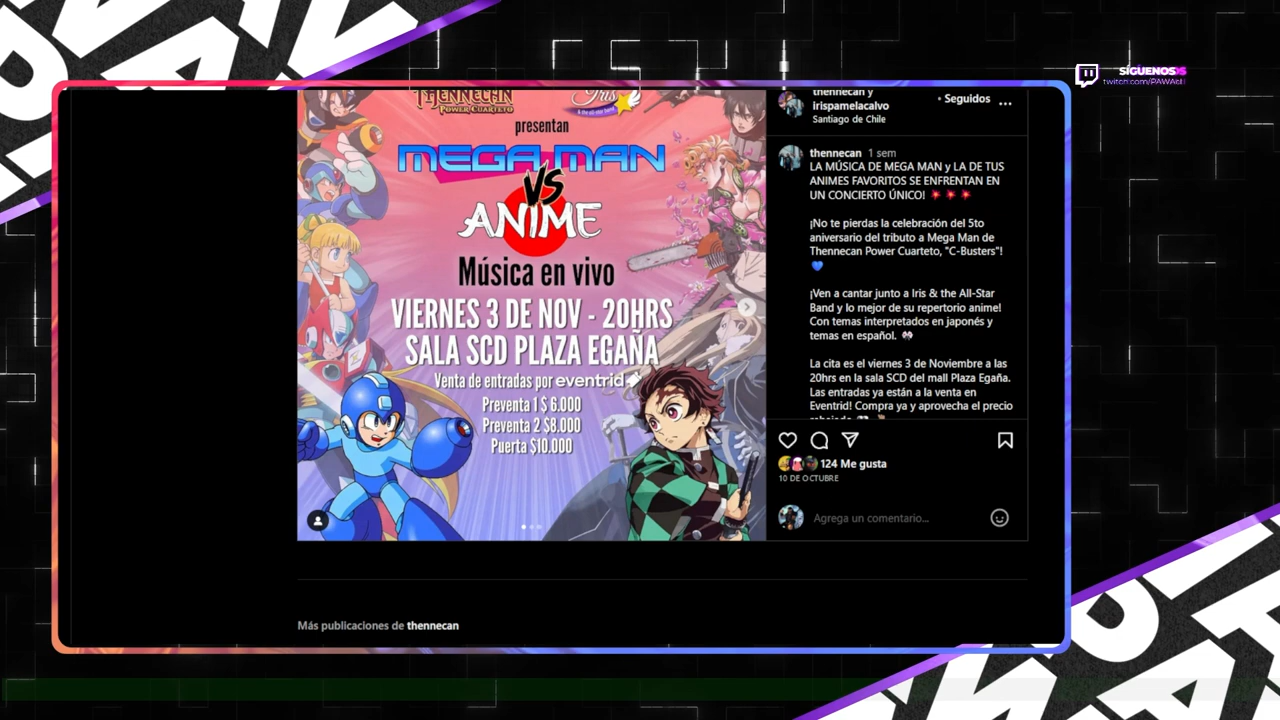 THENNECAN
POWER CUARTETO
Iris
& the all-star band
presentan
MEGA MAN
VS
ANIME
Música en vivo
VIERNES 3 DE NOV - 20HRS
SALA SCD PLAZA EGAÑA
Venta de entradas por eventrid
Preventa 1 $ 6.000
Preventa 2 $8.000
Puerta $10.000
thennecan y
irispamelacalvo
• Seguidos
Santiago de Chile
thennecan 1 sem
LA MÚSICA DE MEGA MAN y LA DE TUS
ANIMES FAVORITOS SE ENFRENTAN EN
UN CONCIERTO ÚNICO! 💥 💥 💥
¡No te pierdas la celebración del 5to
aniversario del tributo a Mega Man de
Thennecan Power Cuarteto, "C-Busters"!
💙
¡Ven a cantar junto a Iris & the All-Star
Band y lo mejor de su repertorio anime!
Con temas interpretados en japonés y
temas en español.
La cita es el viernes 3 de Noviembre a las
20hrs en la sala SCD del mall Plaza Egaña.
Las entradas ya están a la venta en
Eventrid! Compra ya y aprovecha el precio
124 Me gusta
10 DE OCTUBRE
Agrega un comentario...
Más publicaciones de thennecan
SÍGUENOS